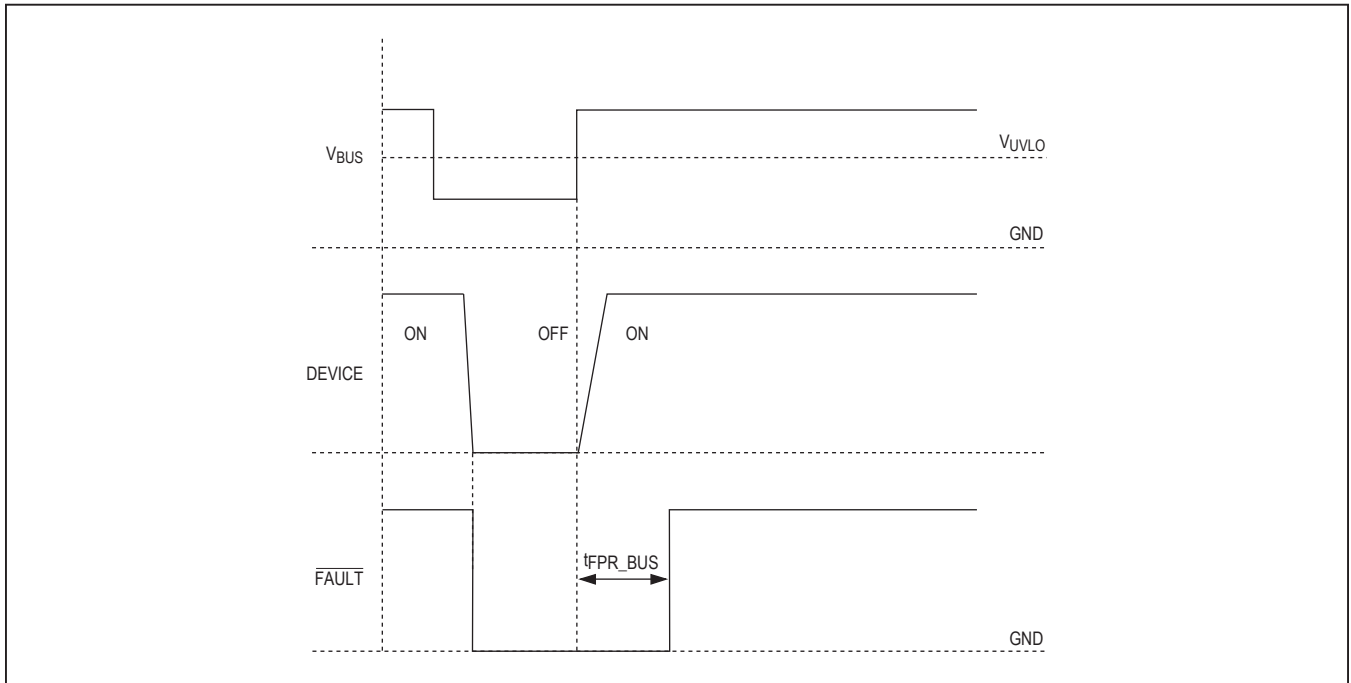 VBUS
VUVLO
GND
ON
OFF
ON
DEVICE
tFPR_BUS
FAULT
GND